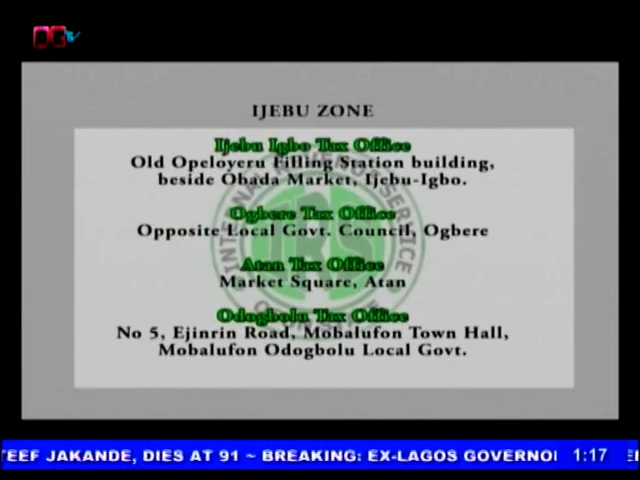 IJEBU ZONE
Ijebu Igbo Tax Office
Old Opeloyeru Filling Station building,
beside Obada Market, Ijebu-Igbo.
Ogbere Tax Office
Opposite Local Govt. Council, Ogbere
Atan Tax Office
Market Square, Atan
Odogbolu Tax Office
No 5, Ejinrin Road, Mobalufon Town Hall,
Mobalufon Odogbolu Local Govt.
TEEF JAKANDE, DIES AT 91 ~ BREAKING: EX-LAGOS GOVERNO 1:17